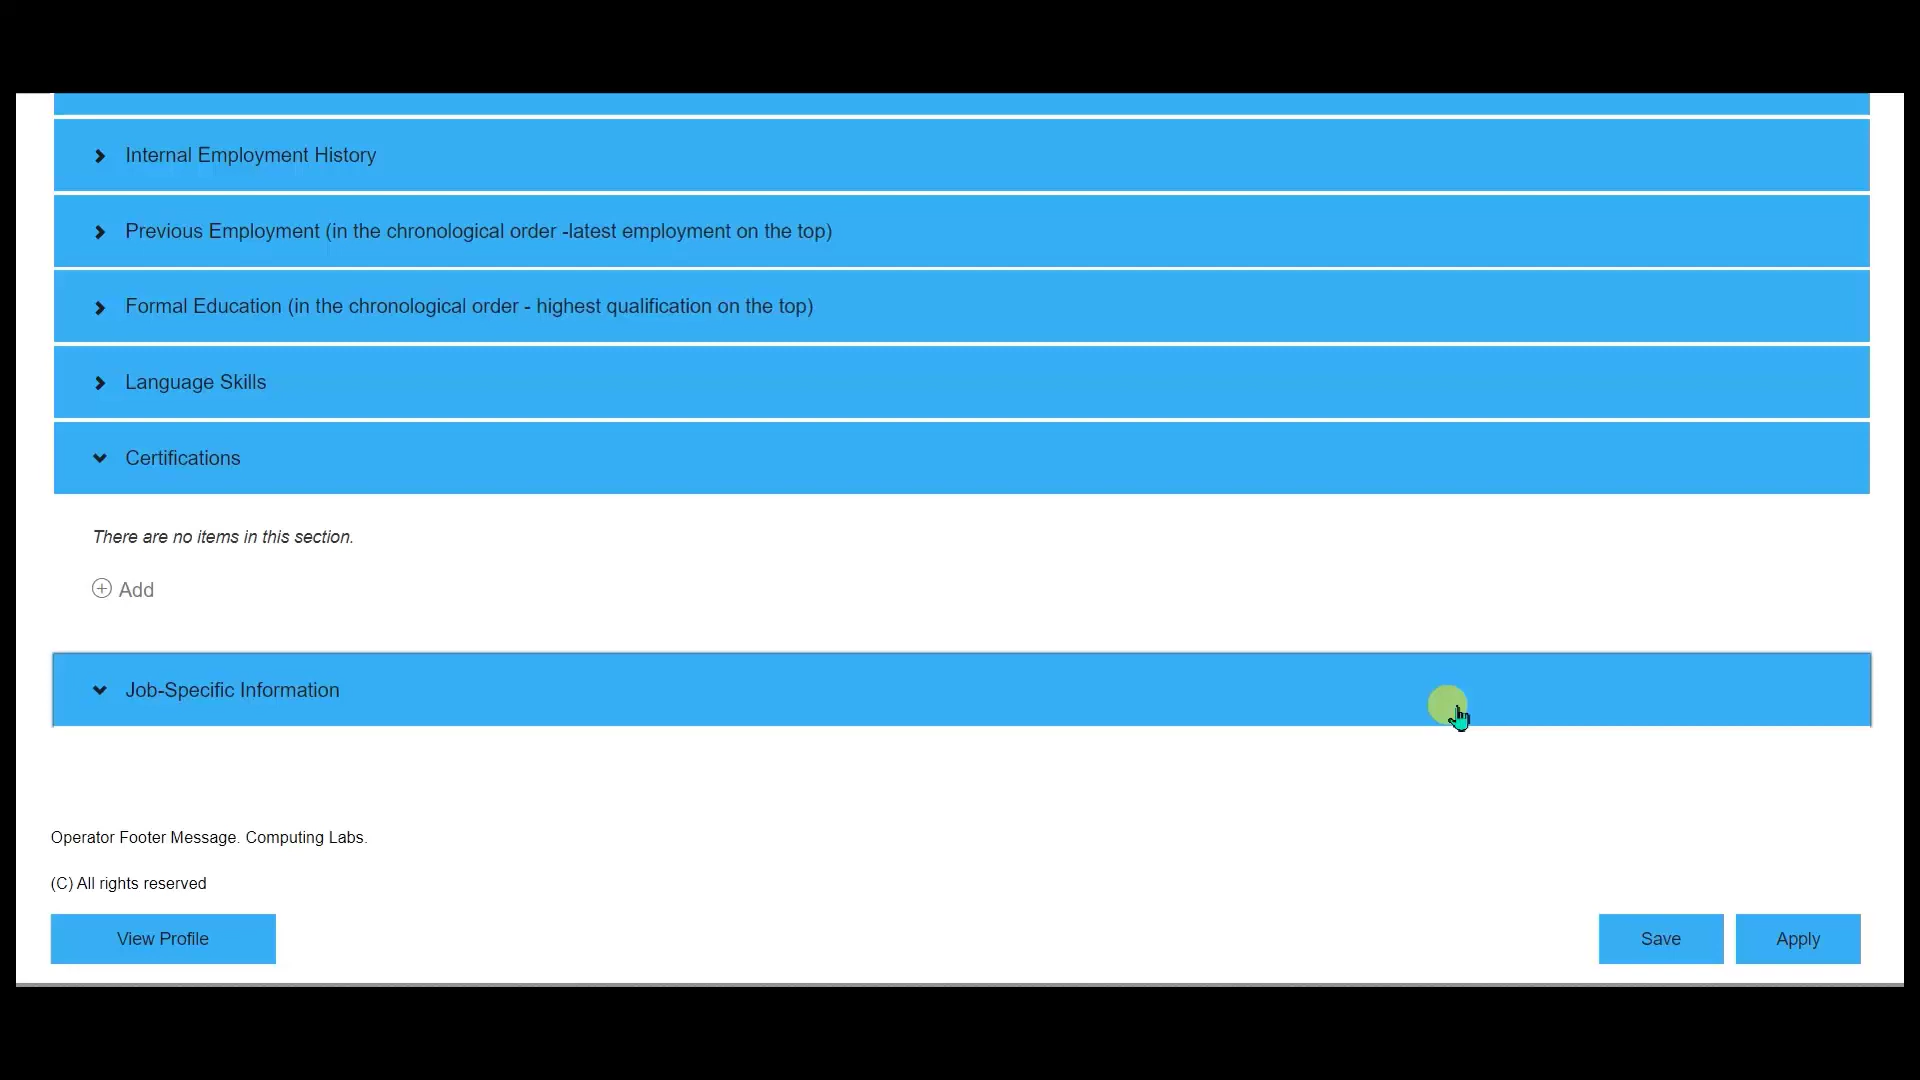 Internal Employment History
Previous Employment (in the chronological order -latest employment on the top)
Formal Education (in the chronological order - highest qualification on the top)
Language Skills
Certifications
There are no items in this section.
Add
Job-Specific Information
Operator Footer Message. Computing Labs.
(C) All rights reserved
View Profile
Save
Apply